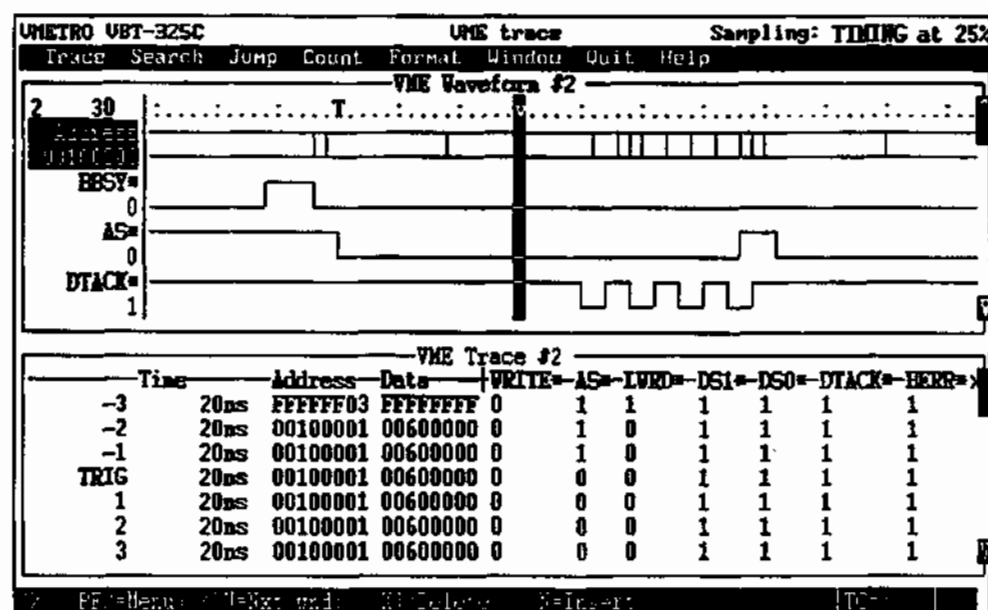 VMETRO VBT-325C VME trace Sampling: TIMING at 25%
Trace Search Jump Count Format Window Quit Help
VME Waveform #2
2 30 T
Address
00100000
BBSY*
0
AS*
0
DTACK*
1
VME Trace #2
Time Address Data WRITE* AS* LWRD* DS1* DS0* DTACK* BERR*
-3 20ns FFFFFF03 FFFFFFFF 0 1 1 1 1 1 1
-2 20ns 00100001 00600000 0 1 0 1 1 1 1
-1 20ns 00100001 00600000 0 1 0 1 1 1 1
TRIG 20ns 00100001 00600000 0 0 0 1 1 1 1
1 20ns 00100001 00600000 0 0 0 1 1 1 1
2 20ns 00100001 00600000 0 0 0 1 1 1 1
3 20ns 00100001 00600000 0 0 0 1 1 1 1